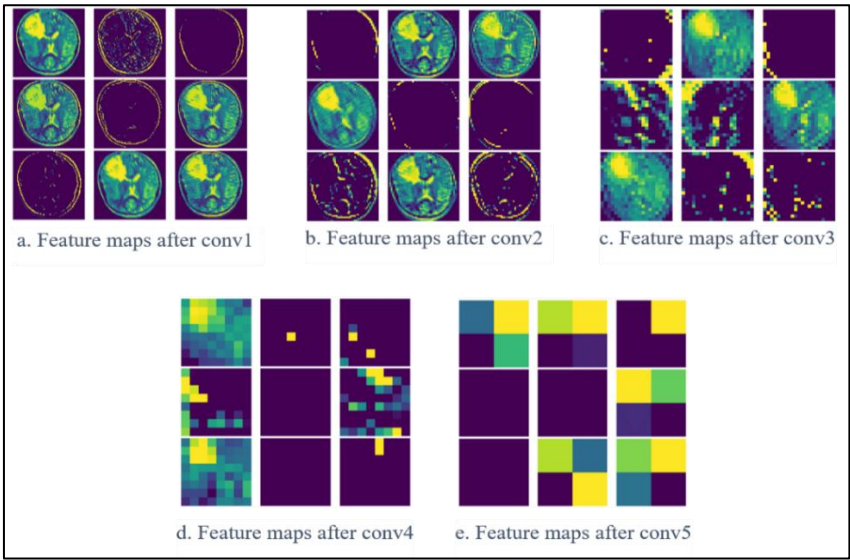 a. Feature maps after conv1
b. Feature maps after conv2
c. Feature maps after conv3
d. Feature maps after conv4
e. Feature maps after conv5